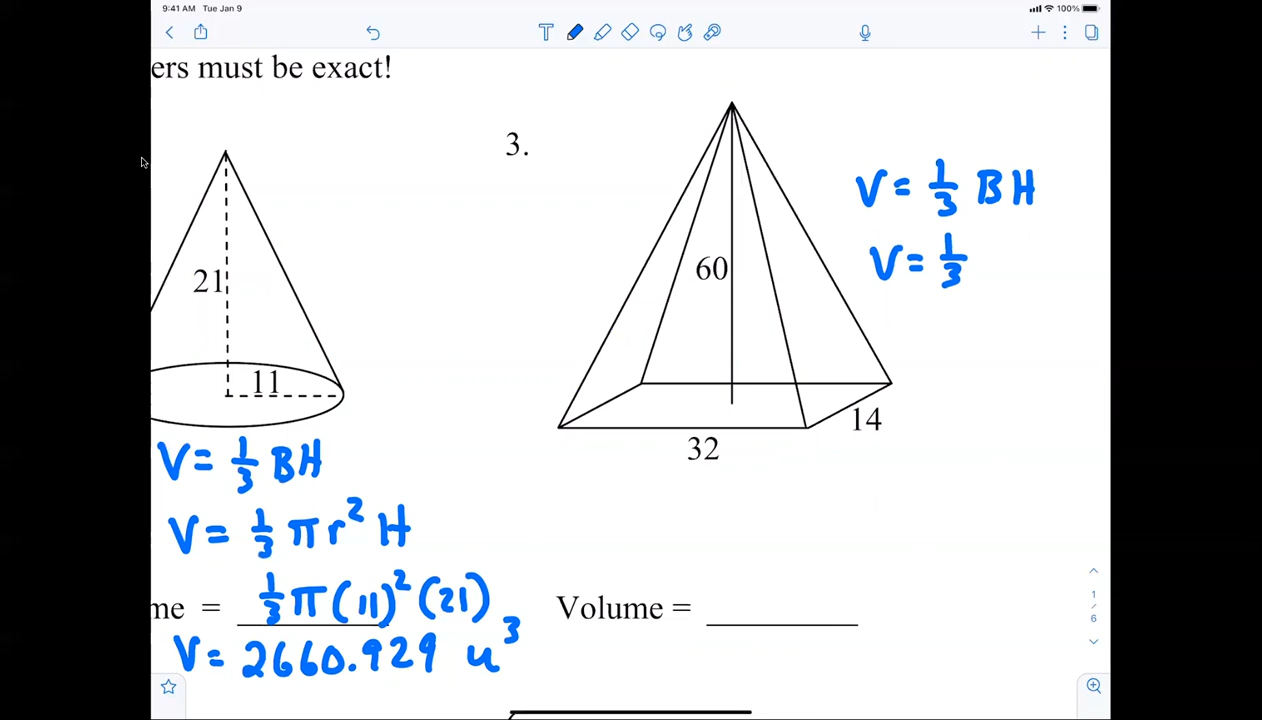 9:41 AM Tue Jan 9
100%
T
ers must be exact!
3.
21
11
60
32
14
V = 1/3 BH
V = 1/3
V = 1/3 BH
V = 1/3 πr² H
me = 1/3 π(11)² (21)
V = 2660.929 u³
Volume =
1
/
6